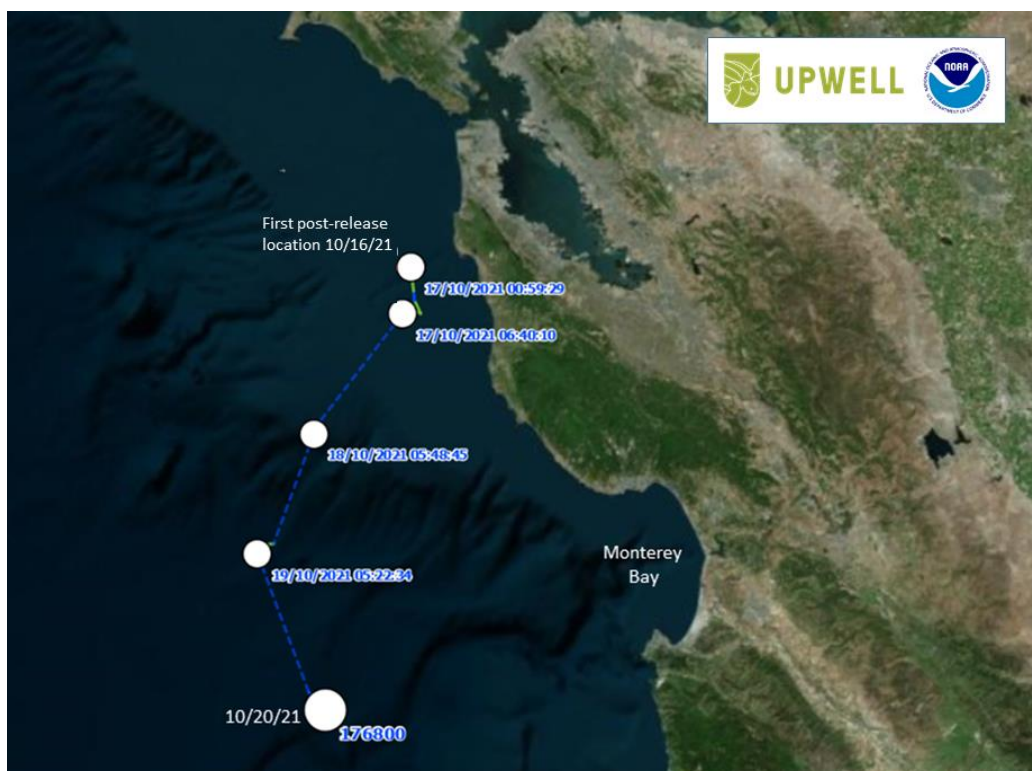 UPWELL
NOAA
First post-release
location 10/16/21
17/10/2021 00:59:29
17/10/2021 06:40:10
18/10/2021 05:48:45
19/10/2021 05:22:34
Monterey
Bay
10/20/21
176800